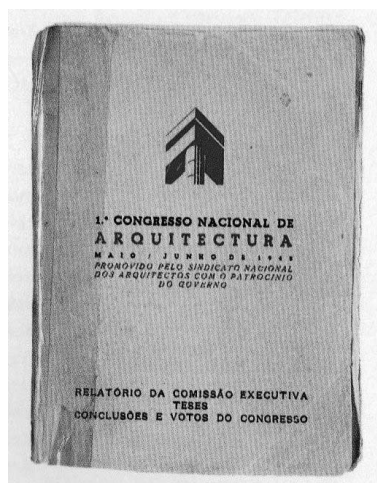 1.º CONGRESSO NACIONAL DE
ARQUITECTURA
MAIO / JUNHO DE 1948
PROMOVIDO PELO SINDICATO NACIONAL
DOS ARQUITECTOS COM O PATROCINIO
DO GOVERNO
RELATÓRIO DA COMISSÃO EXECUTIVA
TESES
CONCLUSÕES E VOTOS DO CONGRESSO